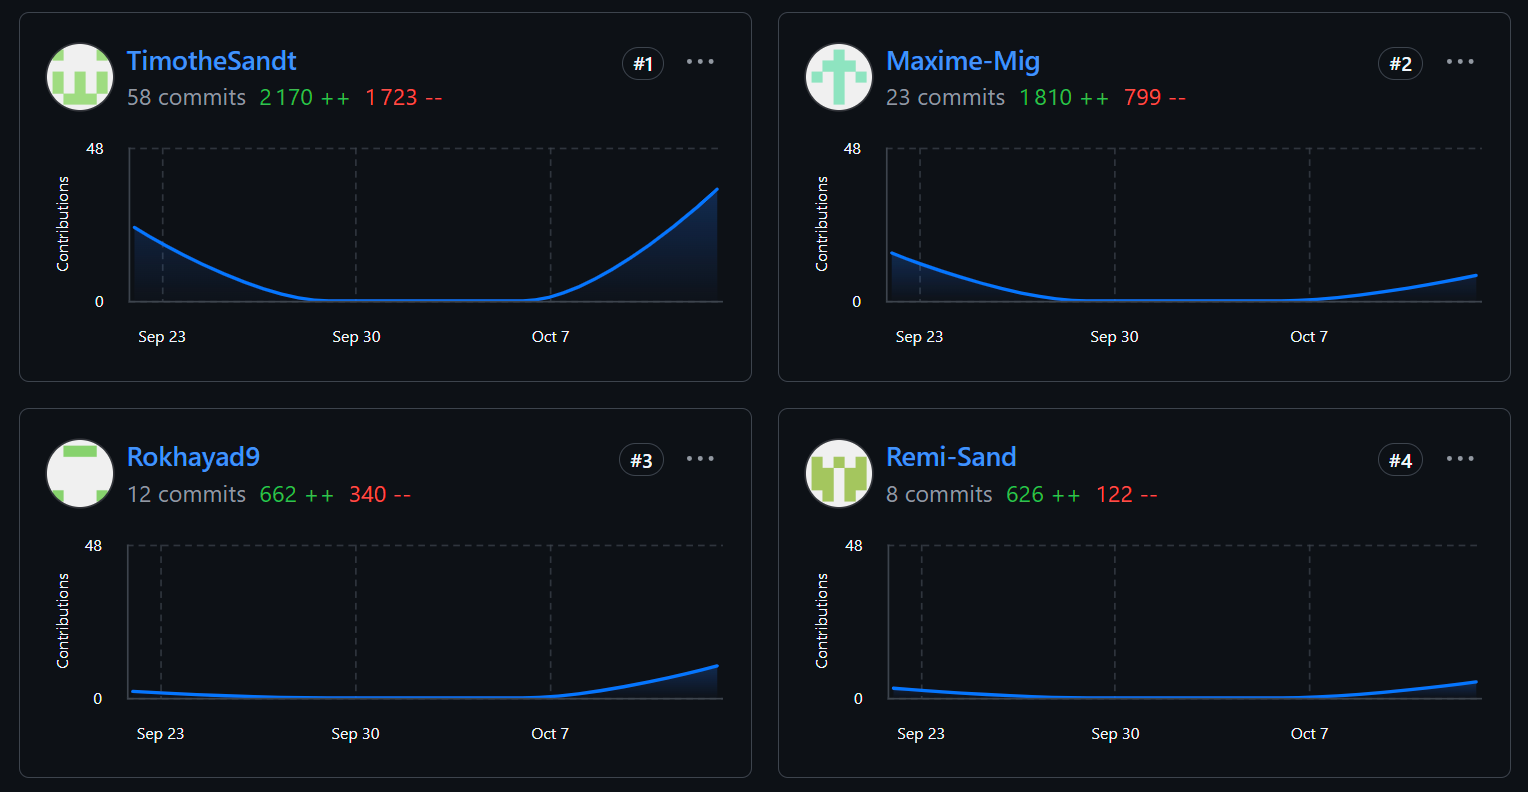 TimotheSandt #1
58 commits 2 170 ++ 1 723 --
48
Contributions
0
Sep 23 Sep 30 Oct 7
Maxime-Mig #2
23 commits 1 810 ++ 799 --
48
Contributions
0
Sep 23 Sep 30 Oct 7
Rokhayad9 #3
12 commits 662 ++ 340 --
48
Contributions
0
Sep 23 Sep 30 Oct 7
Remi-Sand #4
8 commits 626 ++ 122 --
48
Contributions
0
Sep 23 Sep 30 Oct 7